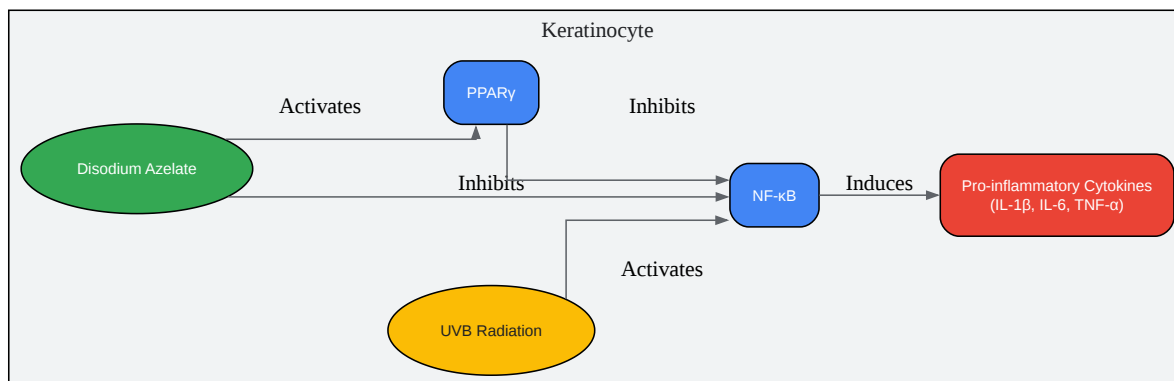 Keratinocyte
PPARγ
Activates
Inhibits
Disodium Azelate
Inhibits
NF-κB
Induces
Pro-inflammatory Cytokines
(IL-1β, IL-6, TNF-α)
Activates
UVB Radiation